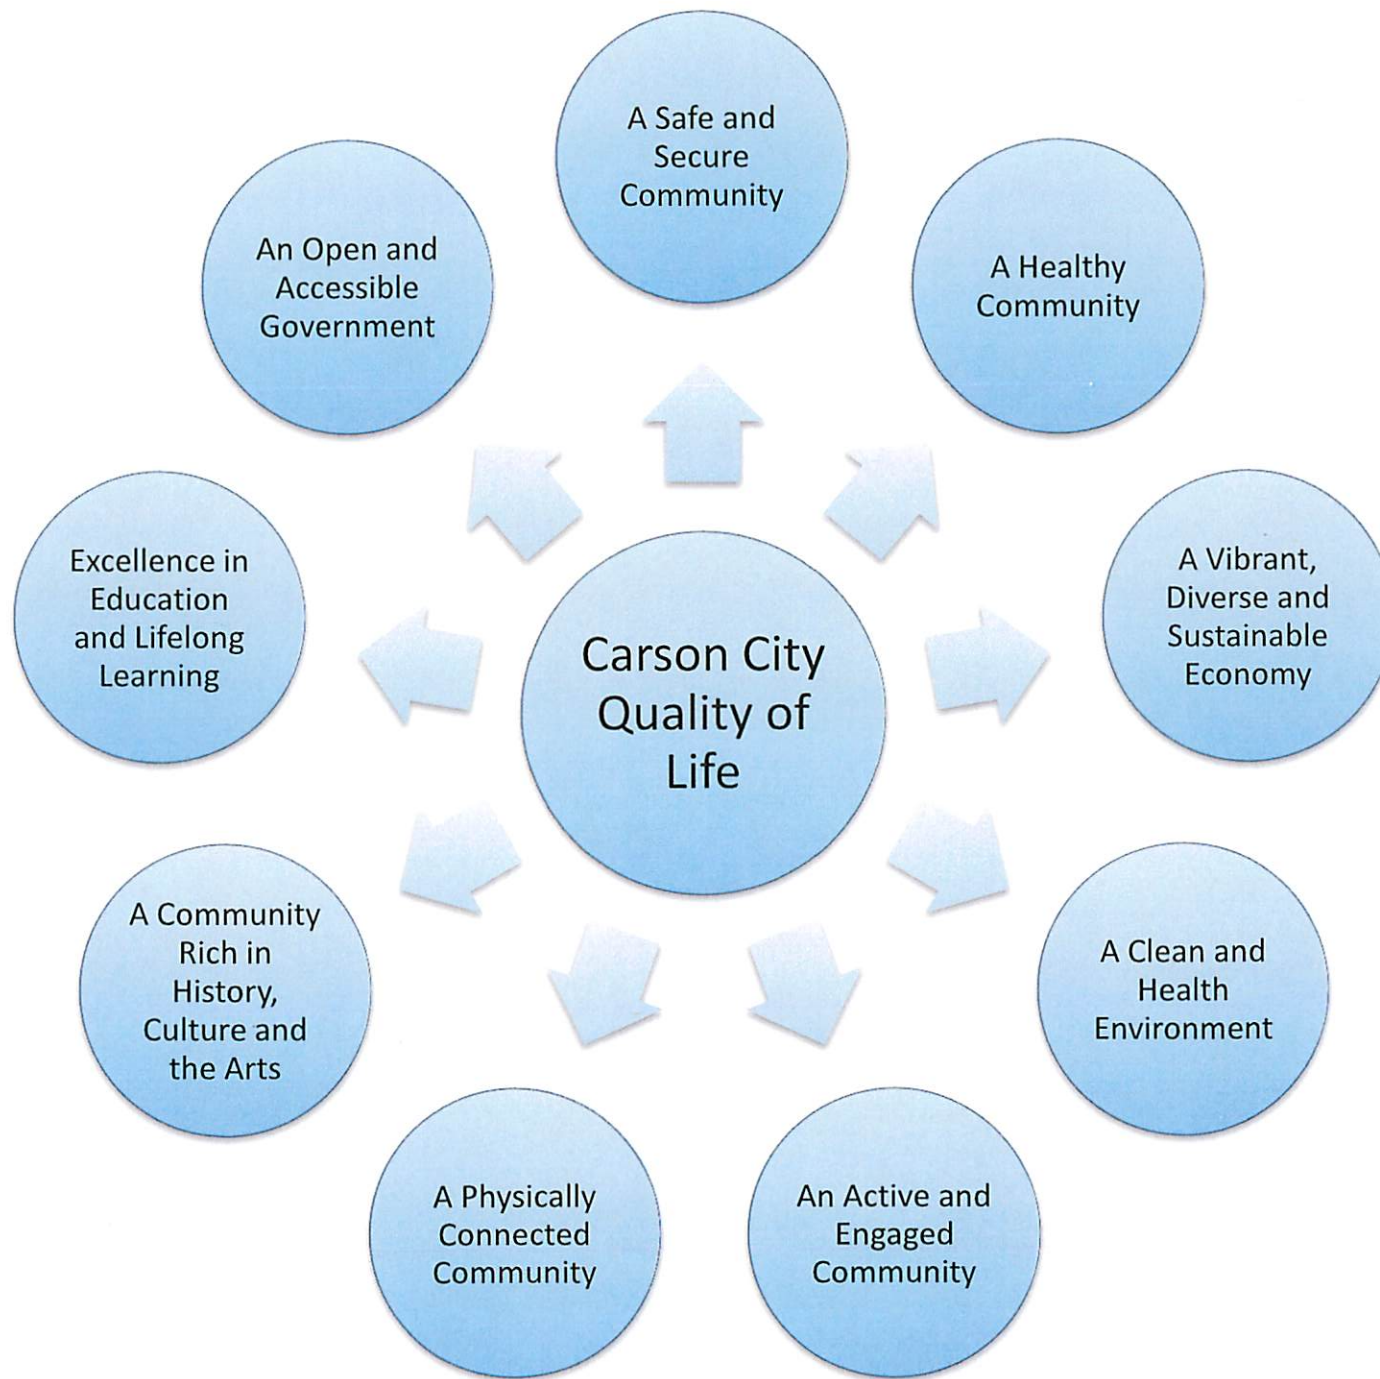 A Safe and
Secure
Community
A Healthy
Community
A Vibrant,
Diverse and
Sustainable
Economy
A Clean and
Health
Environment
An Active and
Engaged
Community
A Physically
Connected
Community
A Community
Rich in
History,
Culture and
the Arts
Excellence in
Education
and Lifelong
Learning
An Open and
Accessible
Government
Carson City
Quality of
Life